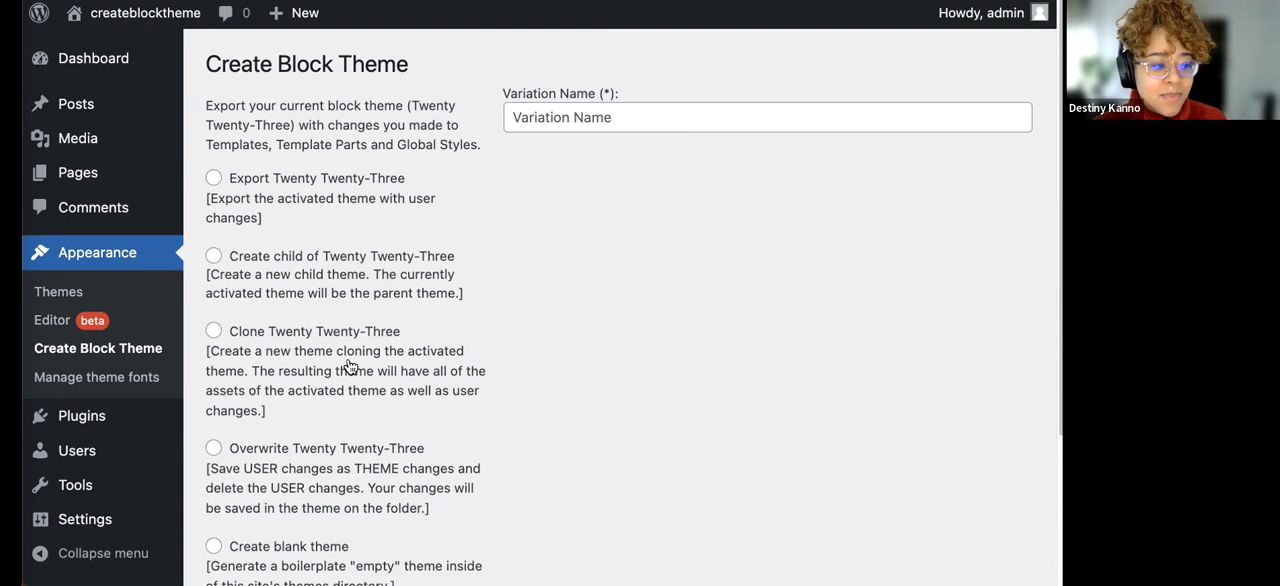 createblocktheme
0
New
Howdy, admin
Dashboard
Posts
Media
Pages
Comments
Appearance
Themes
Editor beta
Create Block Theme
Manage theme fonts
Plugins
Users
Tools
Settings
Collapse menu
Create Block Theme
Export your current block theme (Twenty
Twenty-Three) with changes you made to
Templates, Template Parts and Global Styles.
Export Twenty Twenty-Three
[Export the activated theme with user
changes]
Create child of Twenty Twenty-Three
[Create a new child theme. The currently
activated theme will be the parent theme.]
Clone Twenty Twenty-Three
[Create a new theme cloning the activated
theme. The resulting theme will have all of the
assets of the activated theme as well as user
changes.]
Overwrite Twenty Twenty-Three
[Save USER changes as THEME changes and
delete the USER changes. Your changes will
be saved in the theme on the folder.]
Create blank theme
[Generate a boilerplate "empty" theme inside
of this site's themes directory.]
Variation Name (*):
Variation Name
Destiny Kanno